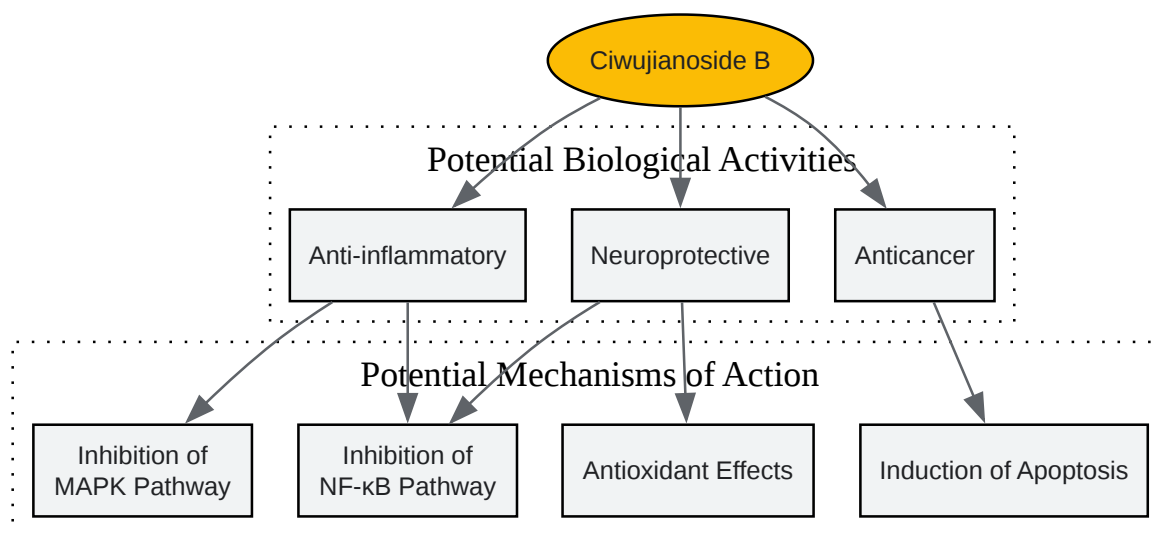 Ciwujianoside B
Potential Biological Activities
Anti-inflammatory
Neuroprotective
Anticancer
Potential Mechanisms of Action
Inhibition of
MAPK Pathway
Inhibition of
NF-κB Pathway
Antioxidant Effects
Induction of Apoptosis